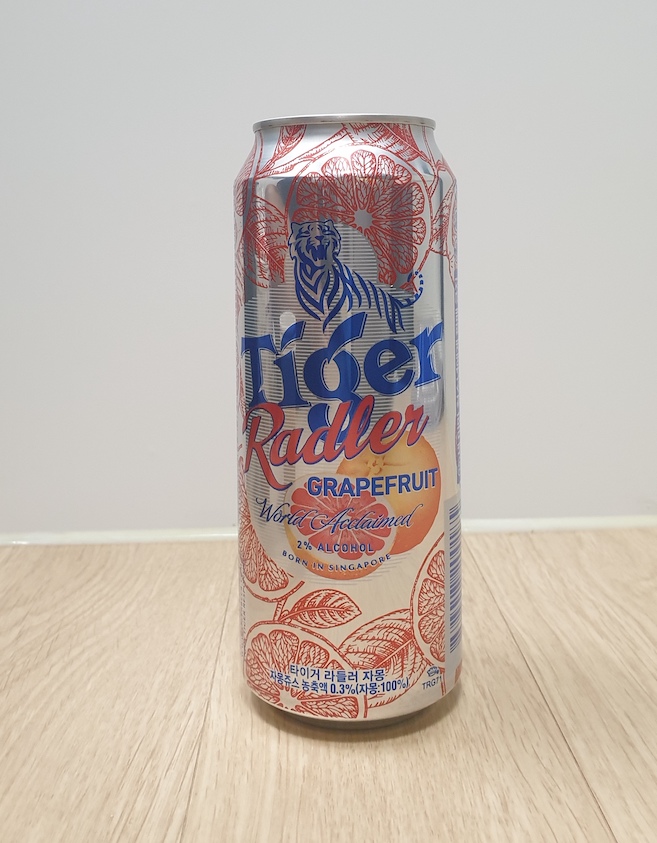 Tiger
Radler
GRAPEFRUIT
World Acclaimed
2% ALCOHOL
BORN IN SINGAPORE
타이거 라들러 자몽
자몽쥬스 농축액 0.3%(자몽:100%)